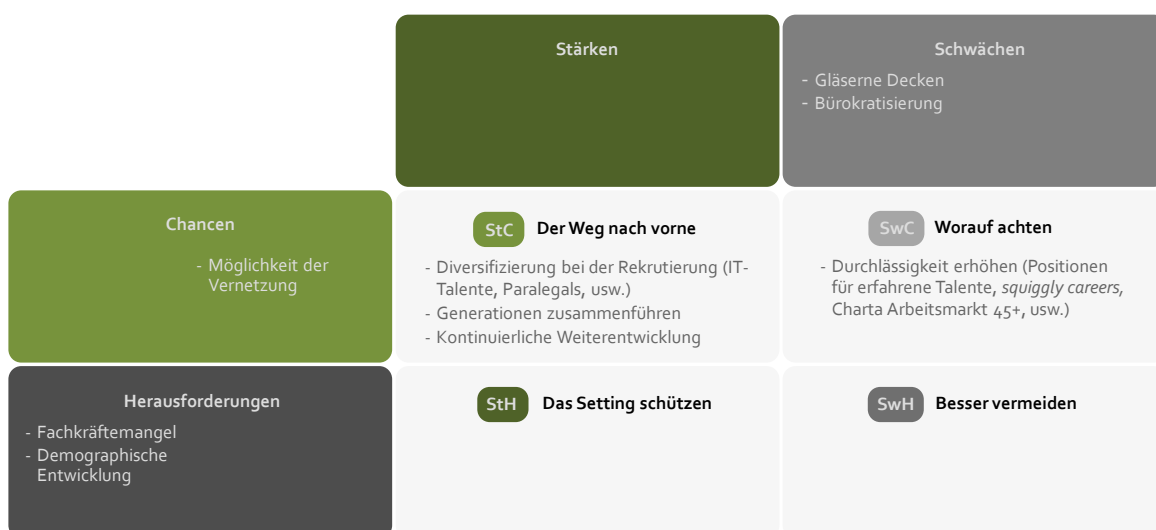 Stärken
Schwächen
- Gläserne Decken
- Bürokratisierung
Chancen
- Möglichkeit der
Vernetzung
StC Der Weg nach vorne
- Diversifizierung bei der Rekrutierung (IT-
Talente, Paralegals, usw.)
- Generationen zusammenführen
- Kontinuierliche Weiterentwicklung
SwC Worauf achten
- Durchlässigkeit erhöhen (Positionen
für erfahrene Talente, squiggly careers,
Charta Arbeitsmarkt 45+, usw.)
Herausforderungen
- Fachkräftemangel
- Demographische
Entwicklung
StH Das Setting schützen
SwH Besser vermeiden